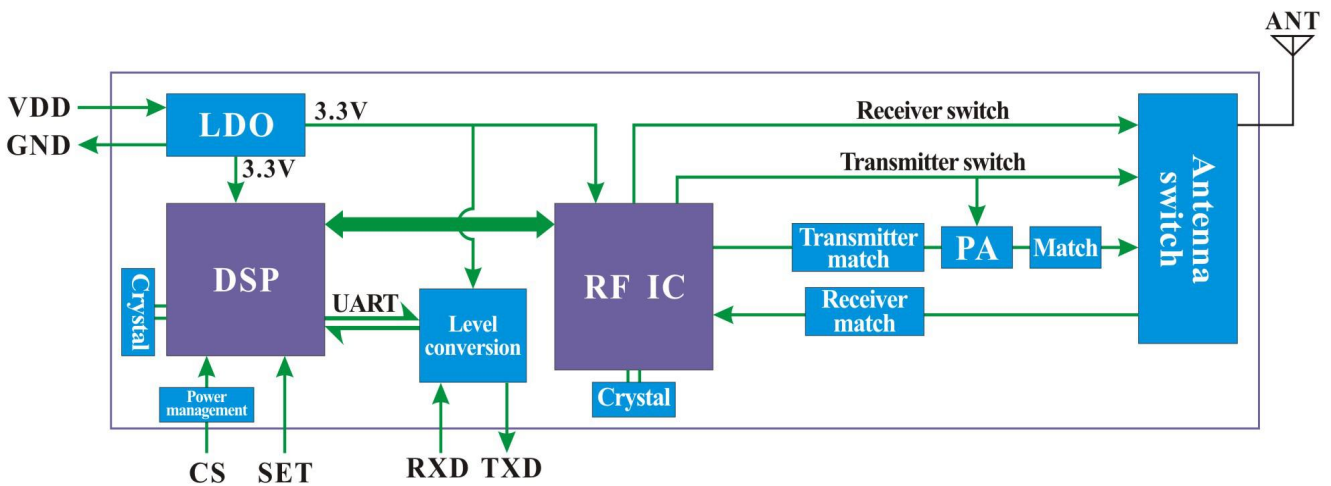 ANT
VDD
GND
LDO
3.3V
3.3V
Receiver switch
Transmitter switch
Antenna
switch
DSP
Crystal
UART
Level
conversion
RF IC
Crystal
Transmitter
match
PA
Match
Receiver
match
Power
management
CS
SET
RXD
TXD